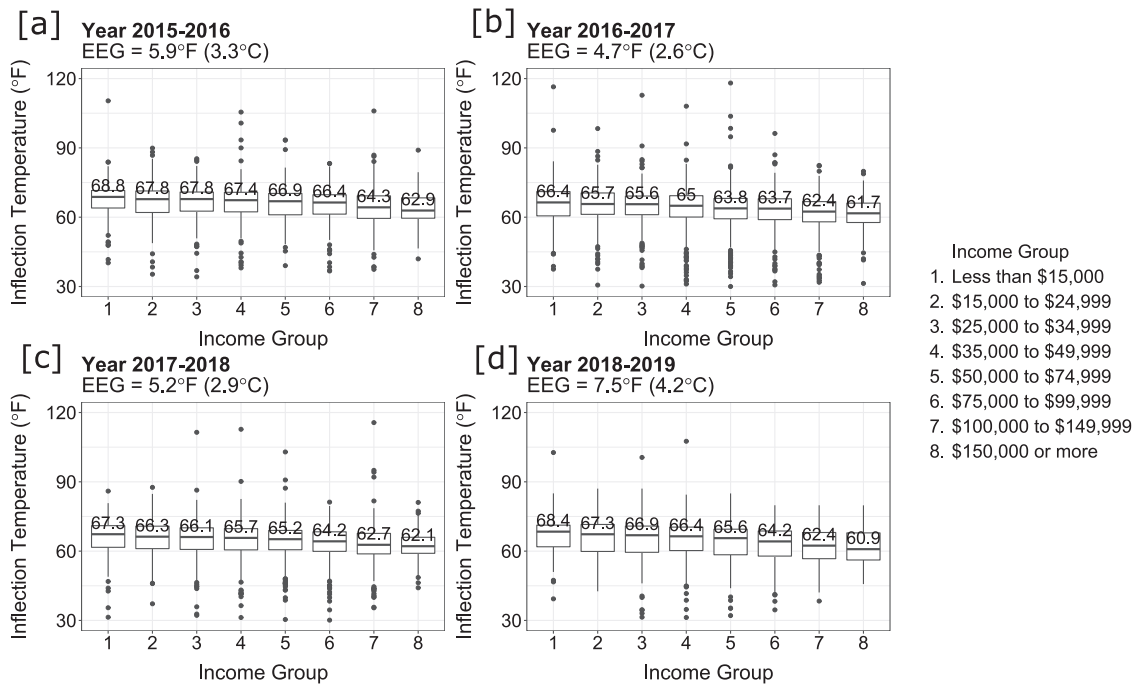 [a] Year 2015-2016
EEG = 5.9°F (3.3°C)
Inflection Temperature (°F)
120
90
60
30
68.8 67.8 67.8 67.4 66.9 66.4 64.3 62.9
1 2 3 4 5 6 7 8
Income Group
[b] Year 2016-2017
EEG = 4.7°F (2.6°C)
Inflection Temperature (°F)
120
90
60
30
66.4 65.7 65.6 65 63.8 63.7 62.4 61.7
1 2 3 4 5 6 7 8
Income Group
[c] Year 2017-2018
EEG = 5.2°F (2.9°C)
Inflection Temperature (°F)
120
90
60
30
67.3 66.3 66.1 65.7 65.2 64.2 62.7 62.1
1 2 3 4 5 6 7 8
Income Group
[d] Year 2018-2019
EEG = 7.5°F (4.2°C)
Inflection Temperature (°F)
120
90
60
30
68.4 67.3 66.9 66.4 65.6 64.2 62.4 60.9
1 2 3 4 5 6 7 8
Income Group
Income Group
1. Less than $15,000
2. $15,000 to $24,999
3. $25,000 to $34,999
4. $35,000 to $49,999
5. $50,000 to $74,999
6. $75,000 to $99,999
7. $100,000 to $149,999
8. $150,000 or more